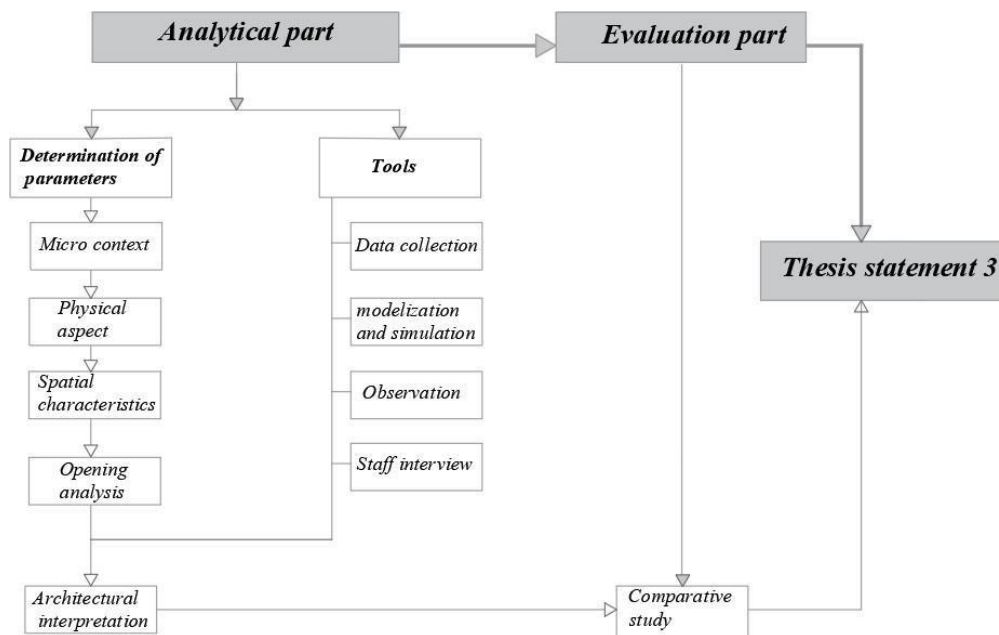 Analytical part
Evaluation part
Determination of
parameters
Tools
Micro context
Data collection
Thesis statement 3
Physical
aspect
modelization
and simulation
Spatial
characteristics
Observation
Opening
analysis
Staff interview
Architectural
interpretation
Comparative
study